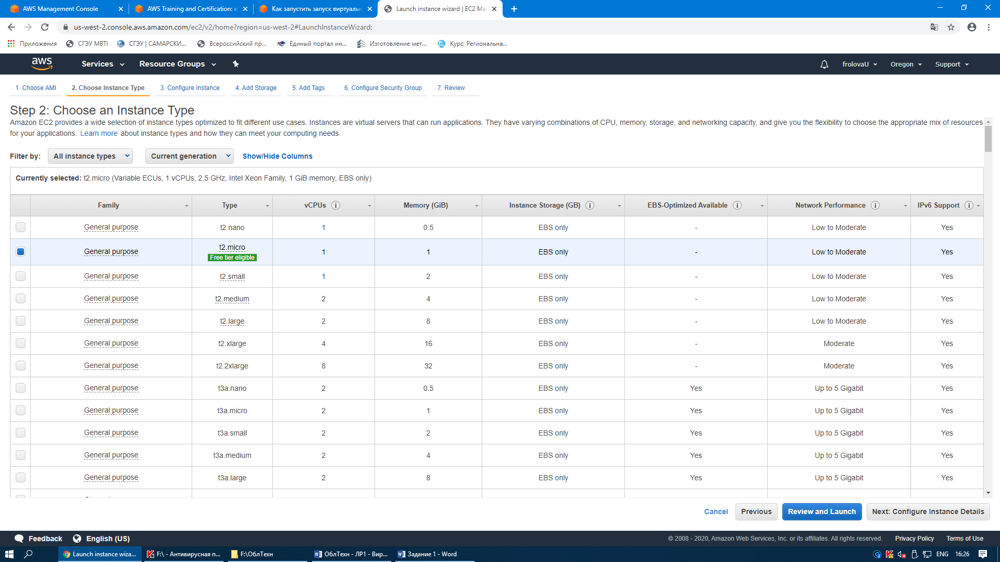 AWS Management Console
AWS Training and Certification: к
Как запустить запуск виртуаль
Launch instance wizard | EC2 Ma
us-west-2.console.aws.amazon.com/ec2/v2/home?region=us-west-2#LaunchInstanceWizard:
Приложения СГЭУ МВТІ СГЭУ | САМАРСКИ... Всероссийский пр... Единый портал ин... Изготовление мет... Курс: Региональна...
aws Services Resource Groups frolovaU Oregon Support
1. Choose AMI 2. Choose Instance Type 3. Configure Instance 4. Add Storage 5. Add Tags 6. Configure Security Group 7. Review
Step 2: Choose an Instance Type
Amazon EC2 provides a wide selection of instance types optimized to fit different use cases. Instances are virtual servers that can run applications. They have varying combinations of CPU, memory, storage, and networking capacity, and give you the flexibility to choose the appropriate mix of resources
for your applications. Learn more about instance types and how they can meet your computing needs.
Filter by: All instance types Current generation Show/Hide Columns
Currently selected: t2.micro (Variable ECUs, 1 vCPUs, 2.5 GHz, Intel Xeon Family, 1 GiB memory, EBS only)
Family Type vCPUs i Memory (GiB) Instance Storage (GB) i EBS-Optimized Available i Network Performance i IPv6 Support i
General purpose t2.nano 1 0.5 EBS only - Low to Moderate Yes
General purpose t2.micro 1 1 EBS only - Low to Moderate Yes
Free tier eligible
General purpose t2.small 1 2 EBS only - Low to Moderate Yes
General purpose t2.medium 2 4 EBS only - Low to Moderate Yes
General purpose t2.large 2 8 EBS only - Low to Moderate Yes
General purpose t2.xlarge 4 16 EBS only - Moderate Yes
General purpose t2.2xlarge 8 32 EBS only - Moderate Yes
General purpose t3a.nano 2 0.5 EBS only Yes Up to 5 Gigabit Yes
General purpose t3a.micro 2 1 EBS only Yes Up to 5 Gigabit Yes
General purpose t3a.small 2 2 EBS only Yes Up to 5 Gigabit Yes
General purpose t3a.medium 2 4 EBS only Yes Up to 5 Gigabit Yes
General purpose t3a.large 2 8 EBS only Yes Up to 5 Gigabit Yes
Cancel Previous Review and Launch Next: Configure Instance Details
Feedback English (US) © 2008 - 2020, Amazon Web Services, Inc. or its affiliates. All rights reserved. Privacy Policy Terms of Use
Launch instance wiza... F:\ - Антивирусная п... F:\ОблТехн ОблТехн - ЛР1 - Вир... Задание 1 - Word ENG 16:26